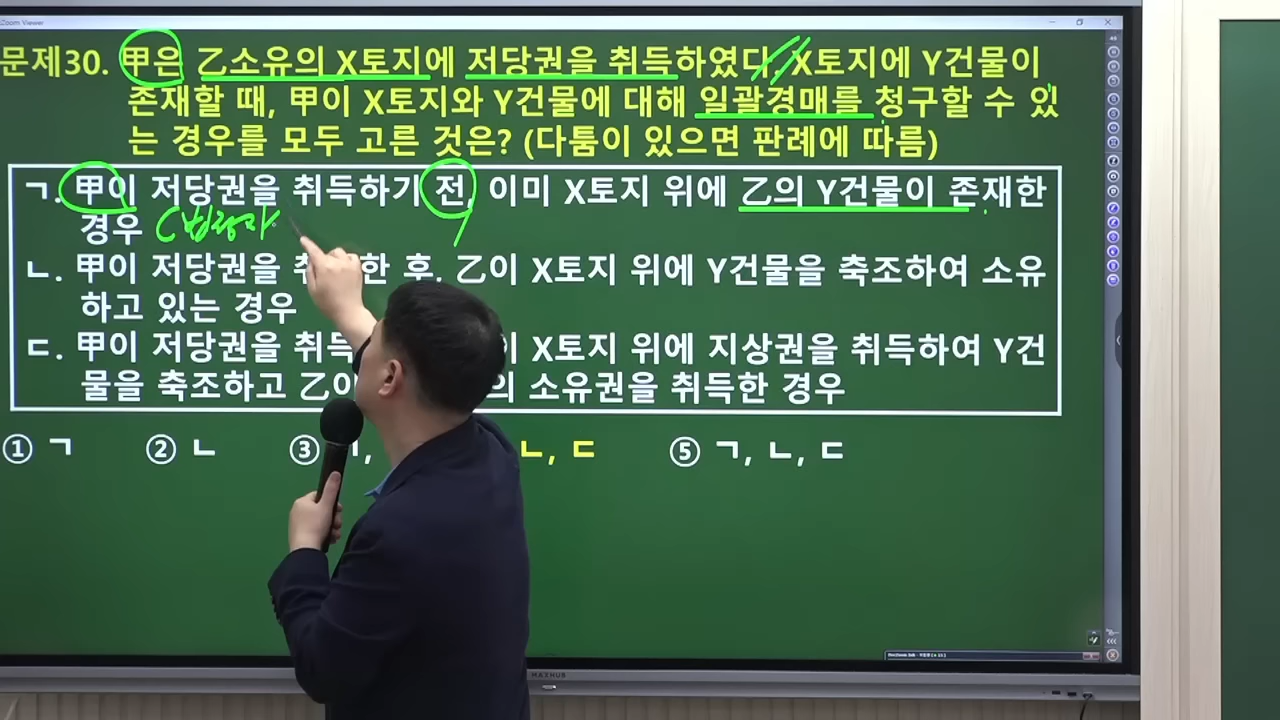 Zoom Viewer
문제30. 甲은 乙소유의 X토지에 저당권을 취득하였다. X토지에 Y건물이
존재할 때, 甲이 X토지와 Y건물에 대해 일괄경매를 청구할 수 있
는 경우를 모두 고른 것은? (다툼이 있으면 판례에 따름)
ㄱ. 甲이 저당권을 취득하기 전, 이미 X토지 위에 乙의 Y건물이 존재한
경우
ㄴ. 甲이 저당권을 한 후, 乙이 X토지 위에 Y건물을 축조하여 소유
하고 있는 경우
ㄷ. 甲이 저당권을 X토지 위에 지상권을 취득하여 Y건
물을 축조하고 소유권을 취득한 경우
① ㄱ ② ㄴ ③ ㄴ, ㄷ ⑤ ㄱ, ㄴ, ㄷ
MAXHUB